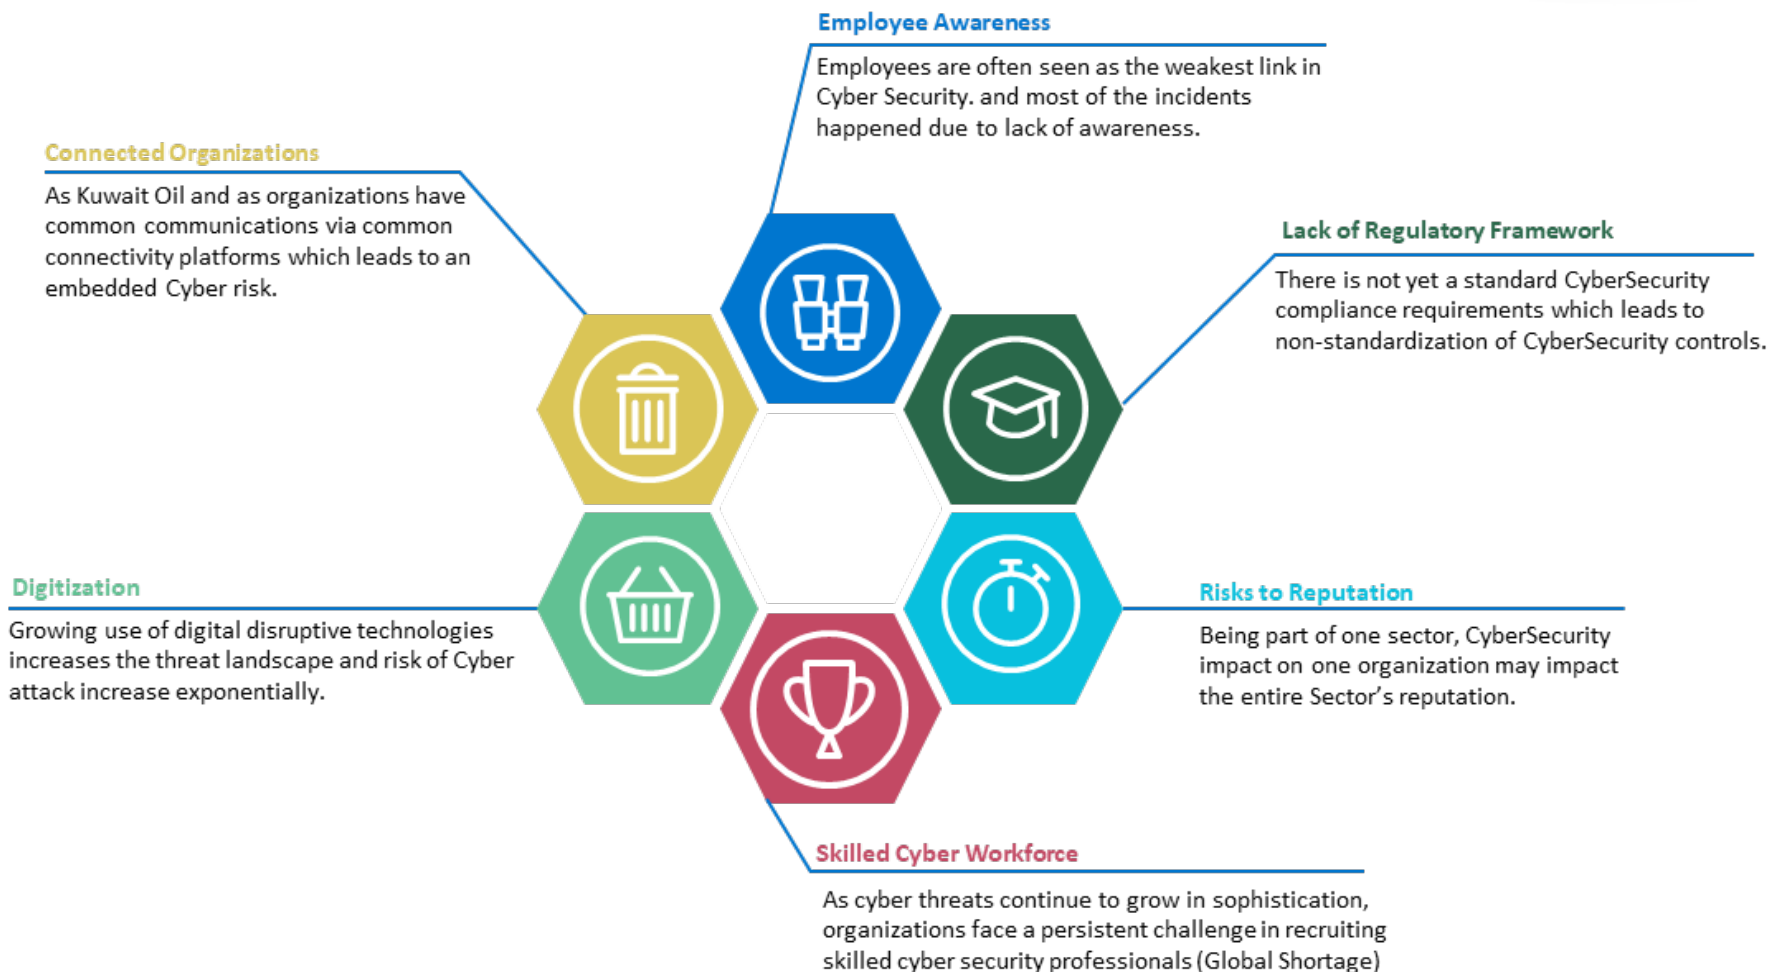 Employee Awareness
Employees are often seen as the weakest link in
Cyber Security. and most of the incidents
happened due to lack of awareness.
Connected Organizations
As Kuwait Oil and as organizations have
common communications via common
connectivity platforms which leads to an
embedded Cyber risk.
Lack of Regulatory Framework
There is not yet a standard CyberSecurity
compliance requirements which leads to
non-standardization of CyberSecurity controls.
Digitization
Growing use of digital disruptive technologies
increases the threat landscape and risk of Cyber
attack increase exponentially.
Risks to Reputation
Being part of one sector, CyberSecurity
impact on one organization may impact
the entire Sector’s reputation.
Skilled Cyber Workforce
As cyber threats continue to grow in sophistication,
organizations face a persistent challenge in recruiting
skilled cyber security professionals (Global Shortage)